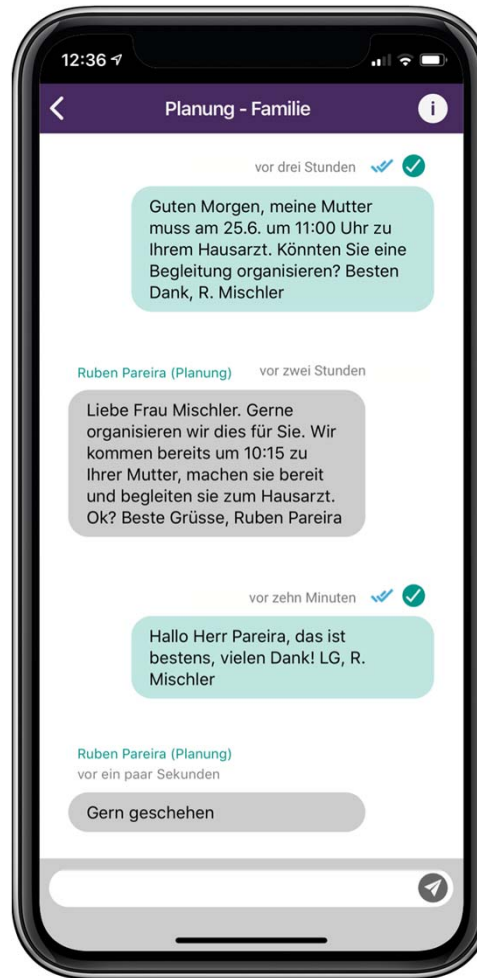 12:36
Planung - Familie
i
vor drei Stunden
Guten Morgen, meine Mutter
muss am 25.6. um 11:00 Uhr zu
Ihrem Hausarzt. Könnten Sie eine
Begleitung organisieren? Besten
Dank, R. Mischler
Ruben Pareira (Planung) vor zwei Stunden
Liebe Frau Mischler. Gerne
organisieren wir dies für Sie. Wir
kommen bereits um 10:15 zu
Ihrer Mutter, machen sie bereit
und begleiten sie zum Hausarzt.
Ok? Beste Grüsse, Ruben Pareira
vor zehn Minuten
Hallo Herr Pareira, das ist
bestens, vielen Dank! LG, R.
Mischler
Ruben Pareira (Planung)
vor ein paar Sekunden
Gern geschehen